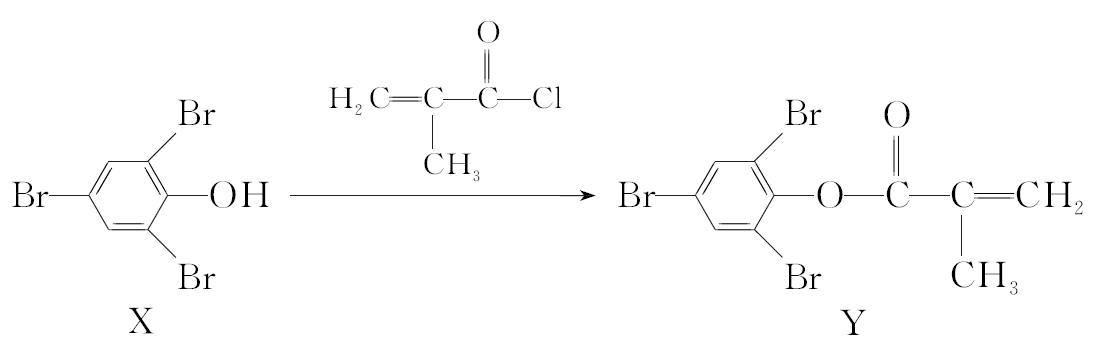 O
H₂C=C—C—Cl
CH₃
Br
Br—OH
Br
X
Br
O
Br—O—C—C=CH₂
Br
CH₃
Y